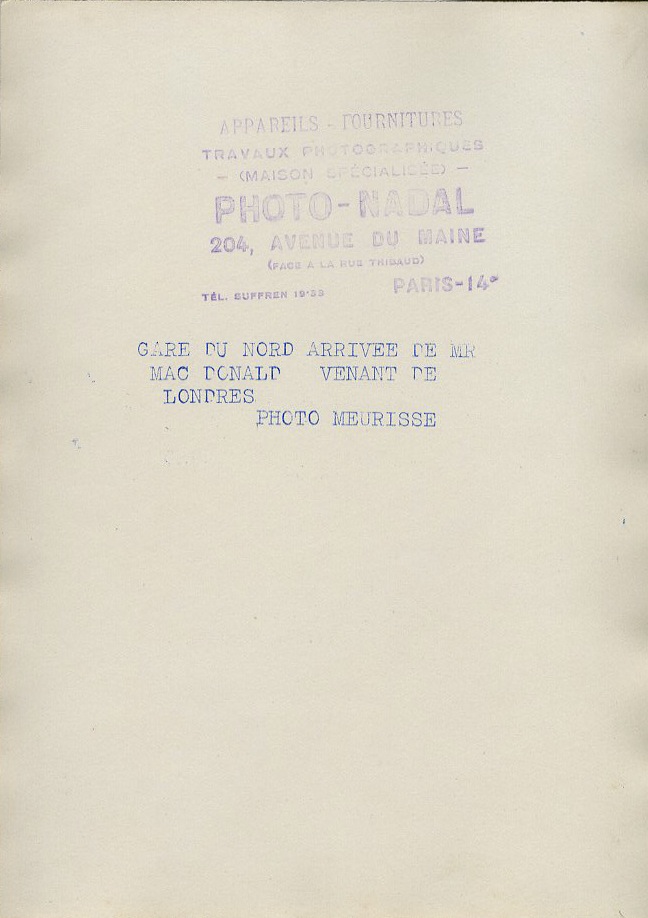 APPAREILS - FOURNITURES
TRAVAUX PHOTOGRAPHIQUES
- (MAISON SPÉCIALISÉE) -
PHOTO-NADAL
204, AVENUE DU MAINE
(FACE A LA RUE THIBAUD)
TÉL. SUFFREN 19-33 PARIS-14e
GARE DU NORD ARRIVEE DE MR
MAC DONALD VENANT DE
LONDRES
PHOTO MEURISSE